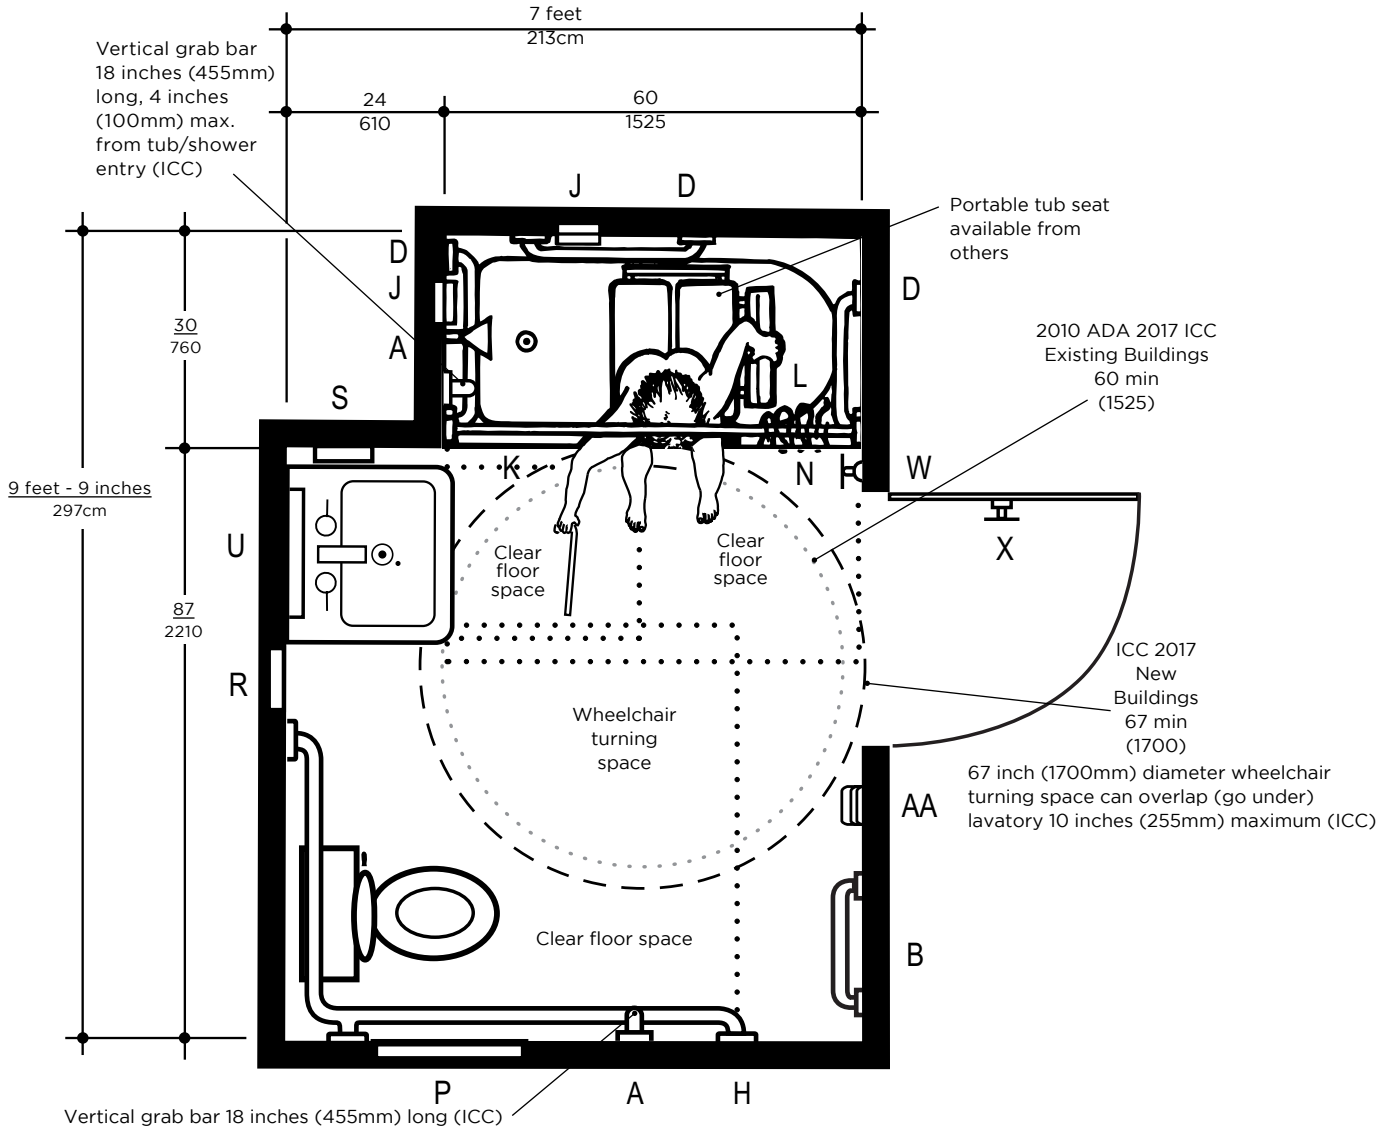 7 feet
213cm
Vertical grab bar
18 inches (455mm)
long, 4 inches
(100mm) max.
from tub/shower
entry (ICC)
24
610
60
1525
J
D
Portable tub seat
available from
others
D
J
A
D
30
760
2010 ADA 2017 ICC
Existing Buildings
60 min
(1525)
L
S
K
N
W
9 feet - 9 inches
297cm
U
X
Clear
floor
space
Clear
floor
space
87
2210
R
ICC 2017
New
Buildings
67 min
(1700)
Wheelchair
turning
space
67 inch (1700mm) diameter wheelchair
turning space can overlap (go under)
lavatory 10 inches (255mm) maximum (ICC)
AA
Clear floor space
B
P
A
H
Vertical grab bar 18 inches (455mm) long (ICC)